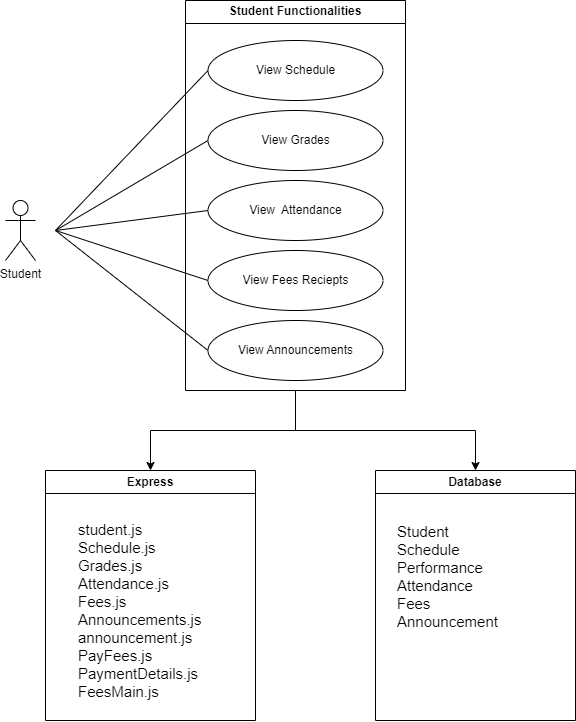 Student Functionalities
View Schedule
View Grades
View  Attendance
View Fees Reciepts
View Announcements
Student
Express
student.js
Schedule.js
Grades.js
Attendance.js
Fees.js
Announcements.js
announcement.js
PayFees.js
PaymentDetails.js
FeesMain.js
Database
Student
Schedule
Performance
Attendance
Fees
Announcement